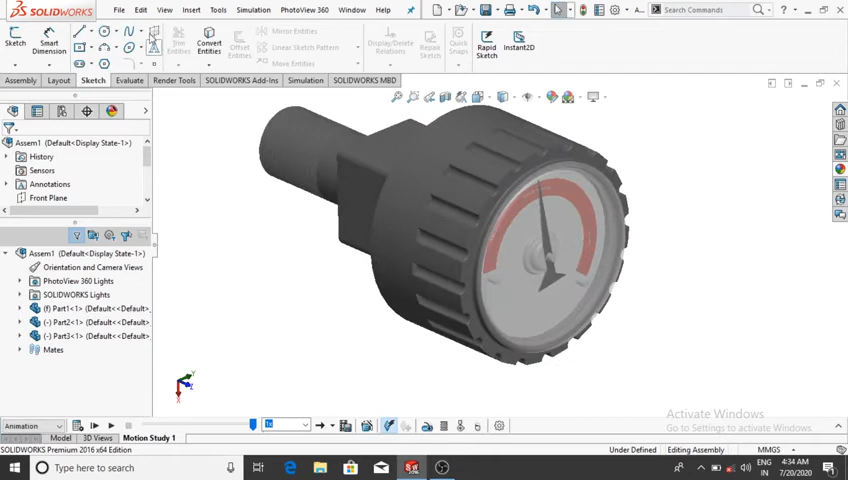 SOLIDWORKS File Edit View Insert Tools Simulation PhotoView 360 Window Help Search Commands
Sketch Smart Dimension Trim Entities Convert Entities Offset Entities Mirror Entities Linear Sketch Pattern Move Entities Display/Delete Relations Repair Sketch Quick Snaps Rapid Sketch Instant2D
Assembly Layout Sketch Evaluate Render Tools SOLIDWORKS Add-Ins Simulation SOLIDWORKS MBD
Assem1 (Default<Display State-1>)
History
Sensors
Annotations
Front Plane
Assem1 (Default<Display State-1>)
Orientation and Camera Views
PhotoView 360 Lights
SOLIDWORKS Lights
(f) Part1<1> (Default<<Default>
(-) Part2<1> (Default<<Default>
(-) Part3<1> (Default<<Default>
Mates
Y
Z
X
Activate Windows
Go to Settings to activate Windows.
Animation 1x
Model 3D Views Motion Study 1
SOLIDWORKS Premium 2016 x64 Edition Under Defined Editing Assembly MMGS
Type here to search ENG IN 4:34 AM 7/20/2020